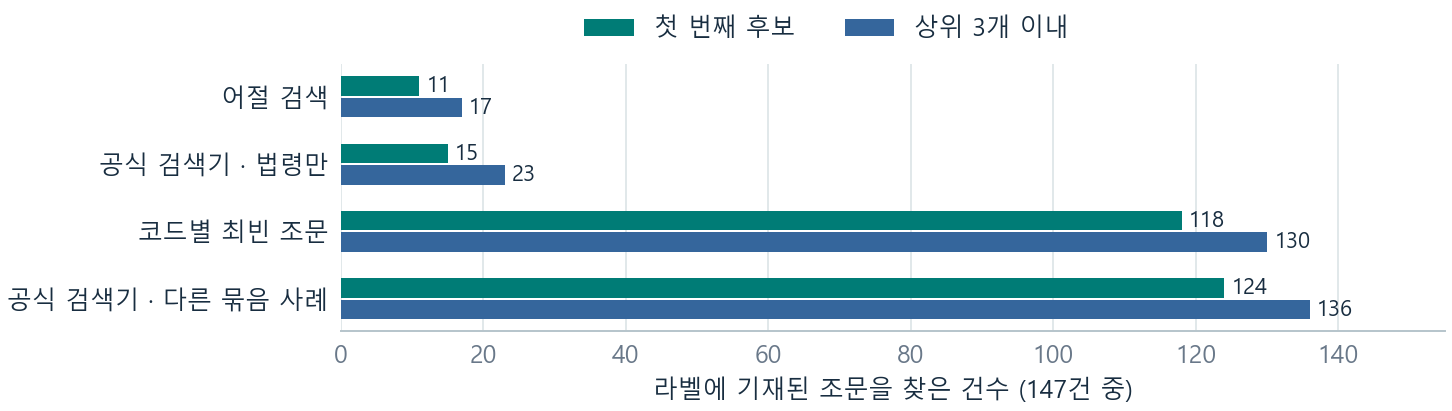 첫 번째 후보 상위 3개 이내
어절 검색 11
17
공식 검색기 · 법령만 15
23
코드별 최빈 조문 118
130
공식 검색기 · 다른 묶음 사례 124
136
0 20 40 60 80 100 120 140
라벨에 기재된 조문을 찾은 건수 (147건 중)